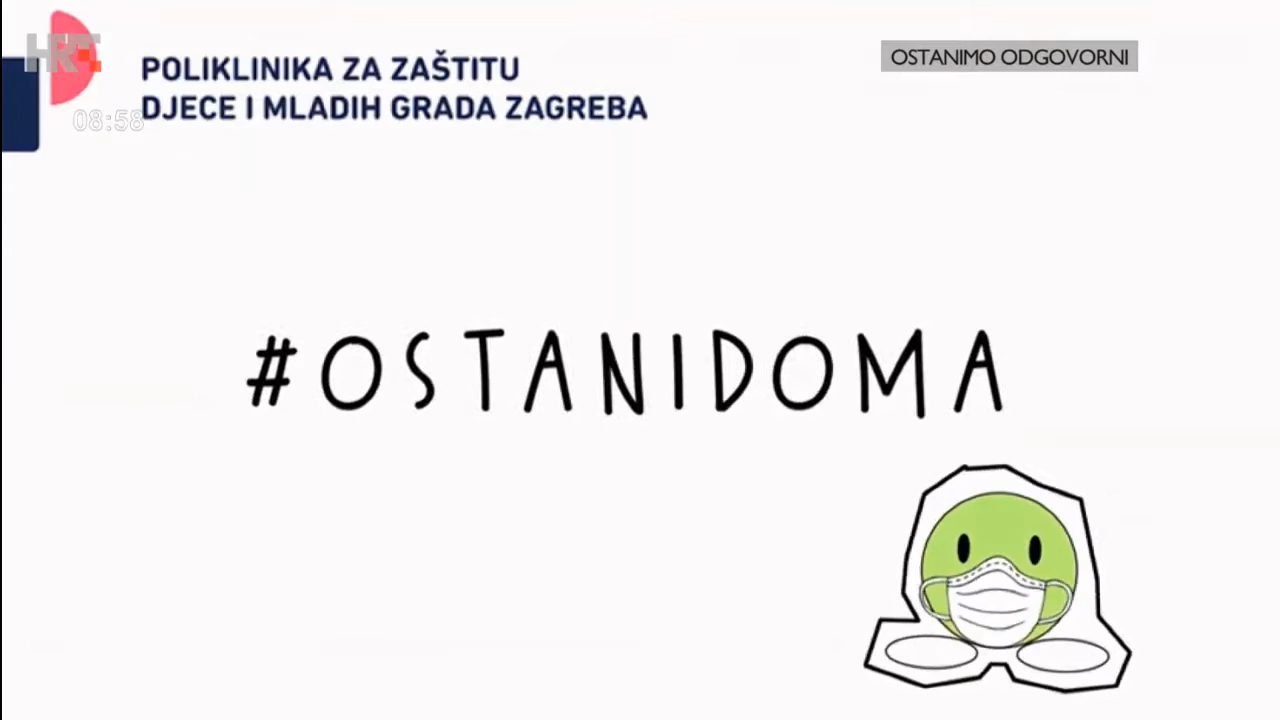 HRT
POLIKLINIKA ZA ZAŠTITU
DJECE I MLADIH GRADA ZAGREBA
08:58
OSTANIMO ODGOVORNI
#OSTANIDOMA